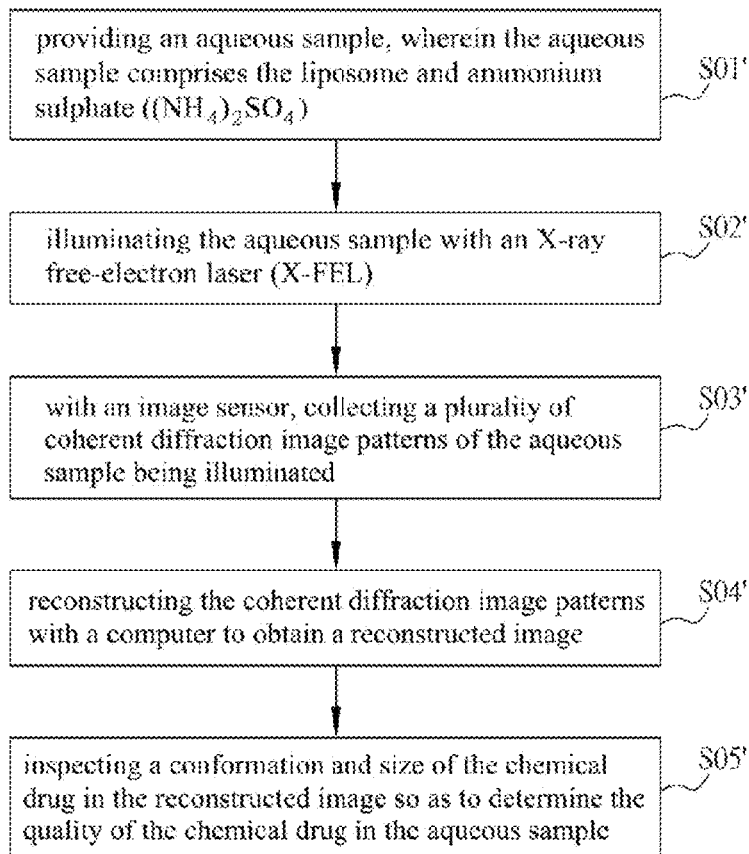 providing an aqueous sample, wherein the aqueous
sample comprises the liposome and ammonium
sulphate ((NH4)2SO4)
S01'
illuminating the aqueous sample with an X-ray
free-electron laser (X-FEL)
S02'
with an image sensor, collecting a plurality of
coherent diffraction image patterns of the aqueous
sample being illuminated
S03'
reconstructing the coherent diffraction image patterns
with a computer to obtain a reconstructed image
S04'
inspecting a conformation and size of the chemical
drug in the reconstructed image so as to determine the
quality of the chemical drug in the aqueous sample
S05'